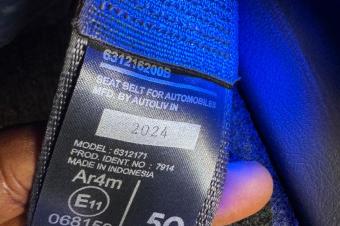 631216200B
SEAT BELT FOR AUTOMOBILES
MFD. BY AUTOLIV IN
2024
MODEL : 6312171
PROD. IDENT. NO : 7914
MADE IN INDONESIA
Ar4m
E11
50